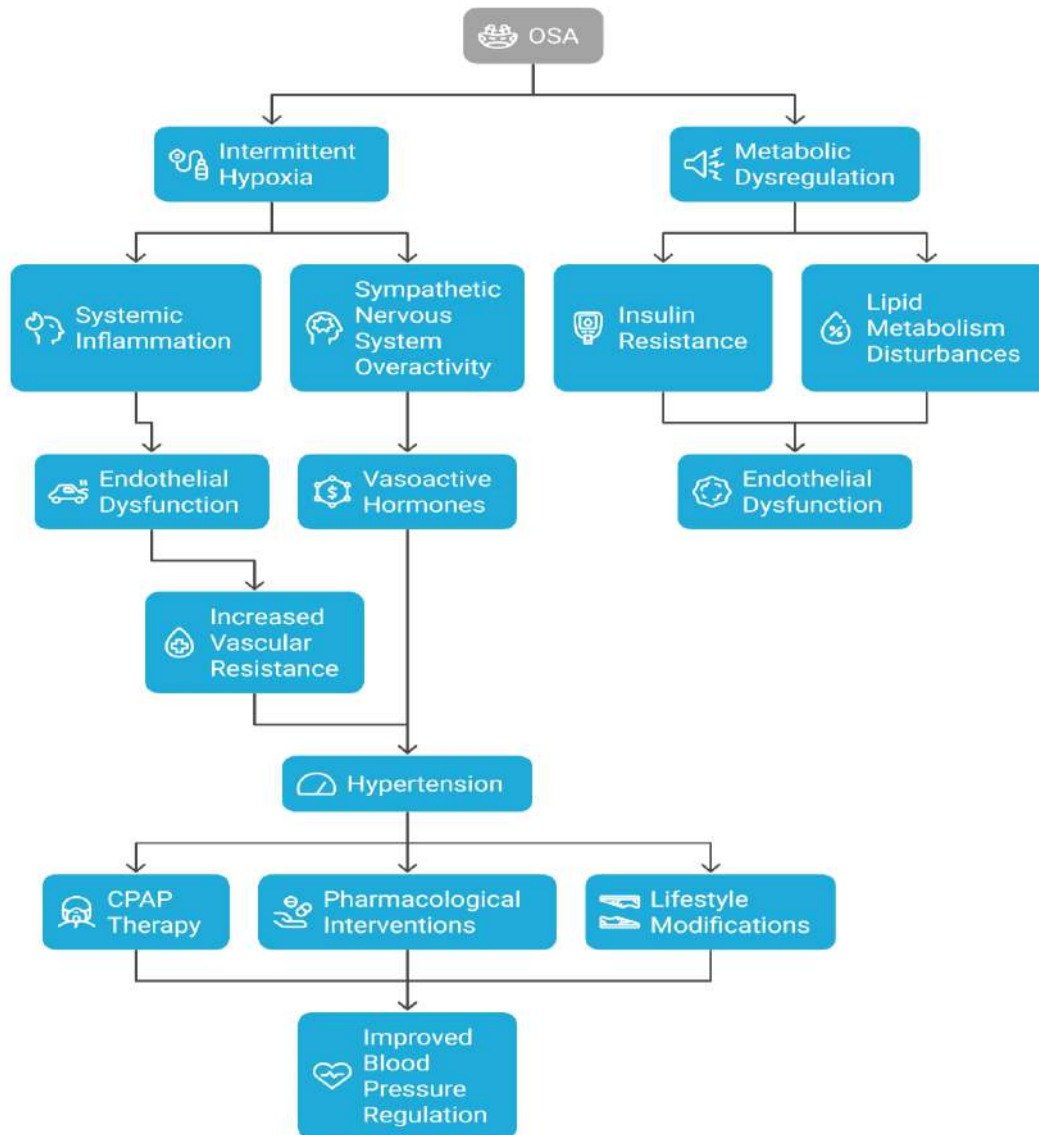 OSA
Intermittent
Hypoxia
Metabolic
Dysregulation
Systemic
Inflammation
Sympathetic
Nervous
System
Overactivity
Insulin
Resistance
Lipid
Metabolism
Disturbances
Endothelial
Dysfunction
Vasoactive
Hormones
Endothelial
Dysfunction
Increased
Vascular
Resistance
Hypertension
CPAP
Therapy
Pharmacological
Interventions
Lifestyle
Modifications
Improved
Blood
Pressure
Regulation